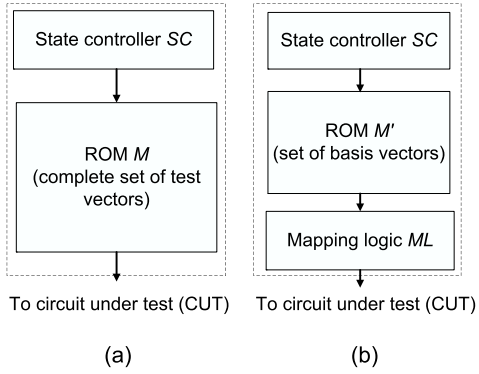 State controller SC
ROM M
(complete set of test
vectors)
To circuit under test (CUT)
(a)
State controller SC
ROM M'
(set of basis vectors)
Mapping logic ML
To circuit under test (CUT)
(b)